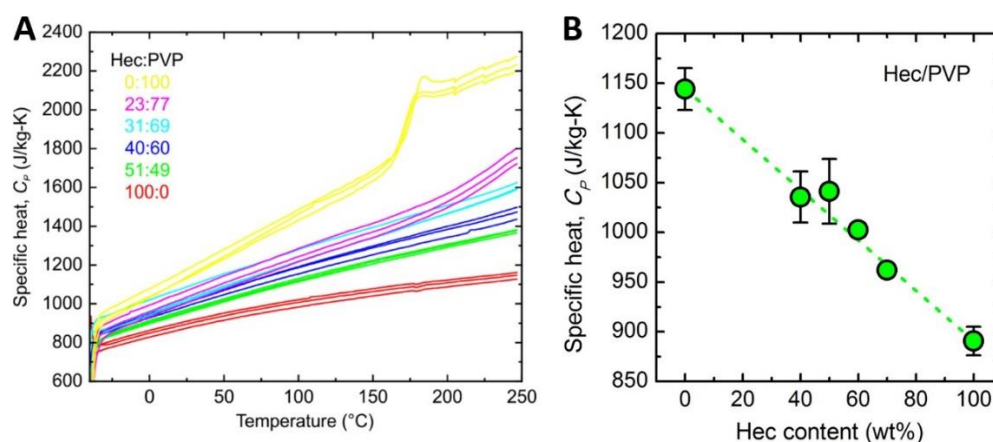 A
2400
2200
2000
1800
1600
1400
1200
1000
800
600
Specific heat, C_P (J/kg-K)
Hec:PVP
0:100
23:77
31:69
40:60
51:49
100:0
0 50 100 150 200 250
Temperature (°C)
B
1150
1100
1050
1000
950
900
850
Specific heat, C_P (J/kg-K)
Hec/PVP
0 20 40 60 80 100
Hec content (wt%)